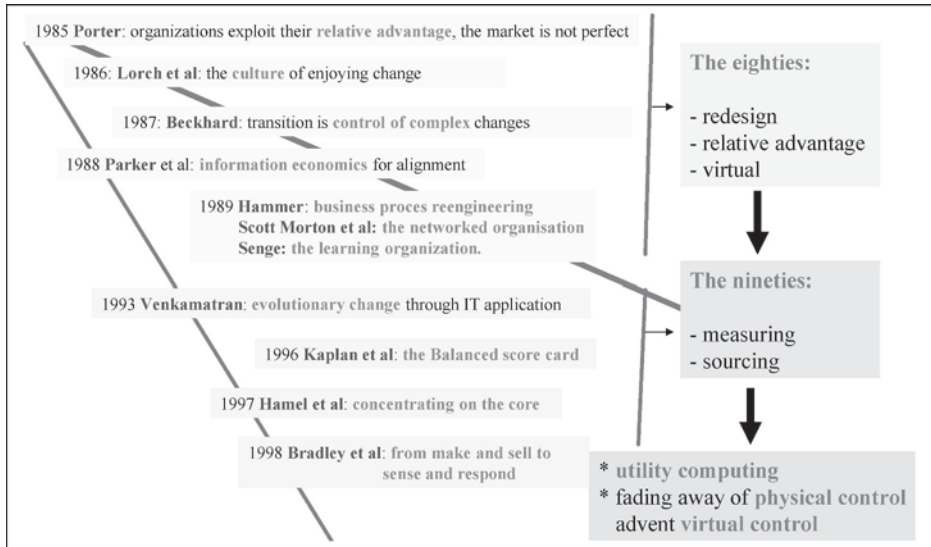 1985 Porter: organizations exploit their relative advantage, the market is not perfect
1986: Lorch et al: the culture of enjoying change
1987: Beckhard: transition is control of complex changes
1988 Parker et al: information economics for alignment
1989 Hammer: business proces reengineering
Scott Morton et al: the networked organisation
Senge: the learning organization.
1993 Venkamatran: evolutionary change through IT application
1996 Kaplan et al: the Balanced score card
1997 Hamel et al: concentrating on the core
1998 Bradley et al: from make and sell to
sense and respond
The eighties:
- redesign
- relative advantage
- virtual
The nineties:
- measuring
- sourcing
* utility computing
* fading away of physical control
advent virtual control